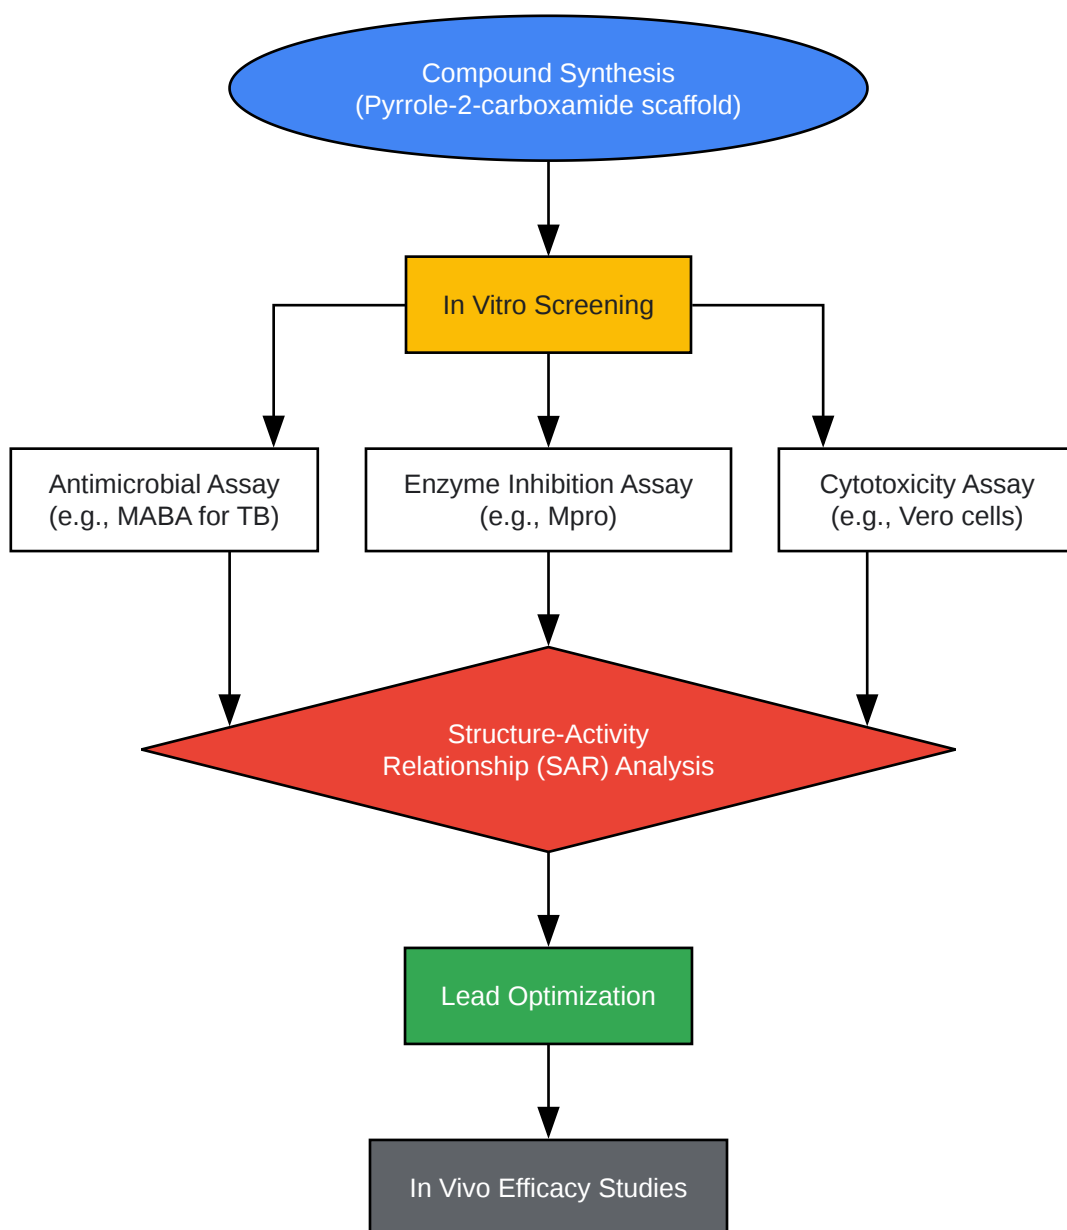 Compound Synthesis
(Pyrrole-2-carboxamide scaffold)
In Vitro Screening
Antimicrobial Assay
(e.g., MABA for TB)
Enzyme Inhibition Assay
(e.g., Mpro)
Cytotoxicity Assay
(e.g., Vero cells)
Structure-Activity
Relationship (SAR) Analysis
Lead Optimization
In Vivo Efficacy Studies